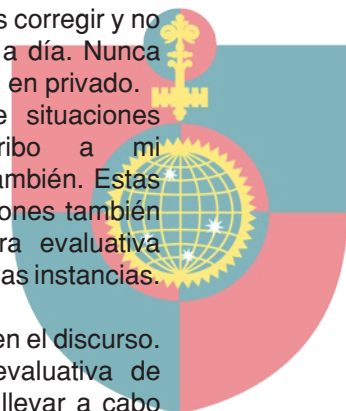 s corregir y no
a día. Nunca
en privado.
e situaciones
ribo a mi
ambién. Estas
ones también
ra evaluativa
as instancias.
en el discurso.
evaluativa de
llevar a cabo